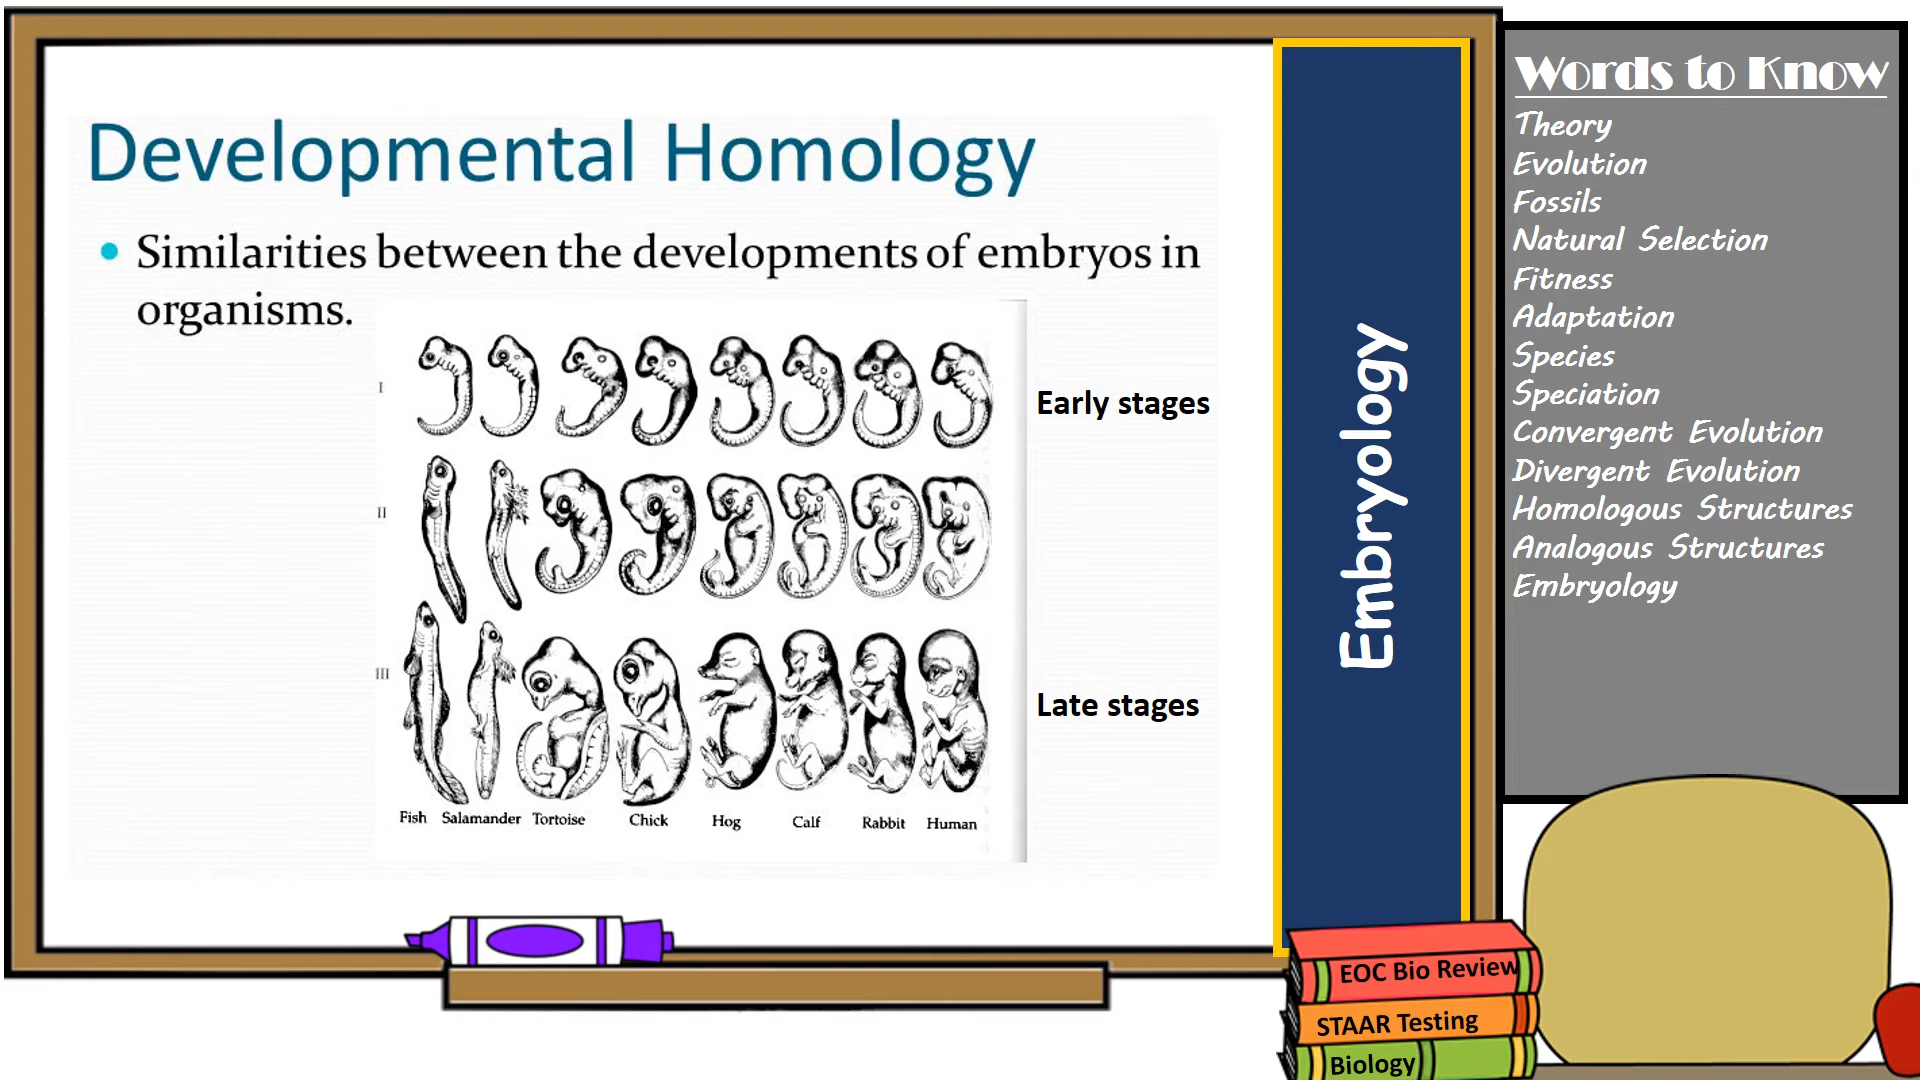 Developmental Homology
• Similarities between the developments of embryos in
organisms.
I
Early stages
II
III
Late stages
Fish Salamander Tortoise Chick Hog Calf Rabbit Human
Embryology
Words to Know
Theory
Evolution
Fossils
Natural Selection
Fitness
Adaptation
Species
Speciation
Convergent Evolution
Divergent Evolution
Homologous Structures
Analogous Structures
Embryology
EOC Bio Review
STAAR Testing
Biology